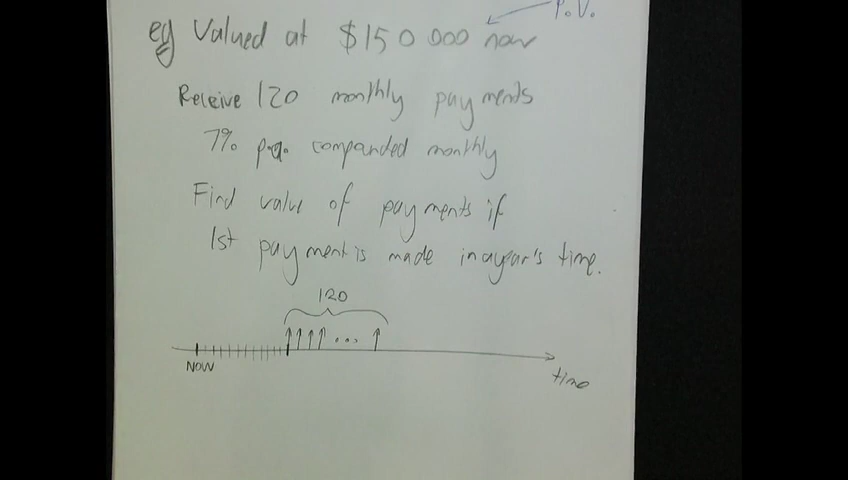 P.V.
eg Valued at $150 000 now
Receive 120 monthly payments
7% p.a. compounded monthly
Find value of payments if
1st payment is made in a year's time.
120
...
NOW
time